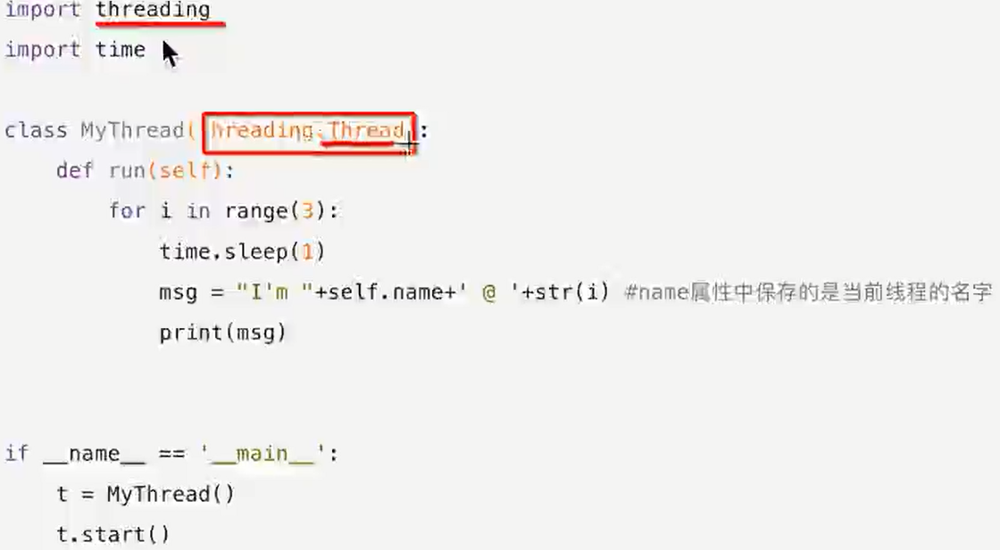 import threading
import time
class MyThread(threading.Thread):
def run(self):
for i in range(3):
time.sleep(1)
msg = "I'm "+self.name+' @ '+str(i) #name属性中保存的是当前线程的名字
print(msg)
if __name__ == '__main__':
t = MyThread()
t.start()